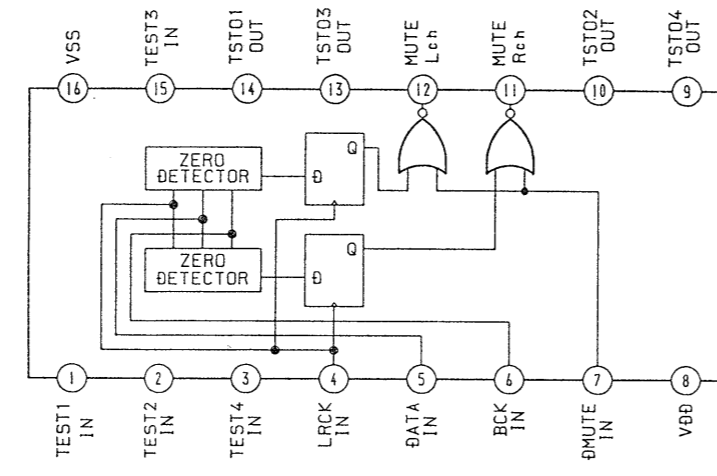 VSS
TEST3
IN
TSTO1
OUT
TSTO3
OUT
MUTE
Lch
MUTE
Rch
TSTO2
OUT
TSTO4
OUT
16
15
14
13
12
11
10
9
ZERO
DETECTOR
D
Q
ZERO
DETECTOR
D
Q
1
2
3
4
5
6
7
8
TEST1
IN
TEST2
IN
TEST4
IN
LRCK
IN
DATA
IN
BCK
IN
DMUTE
IN
VDD